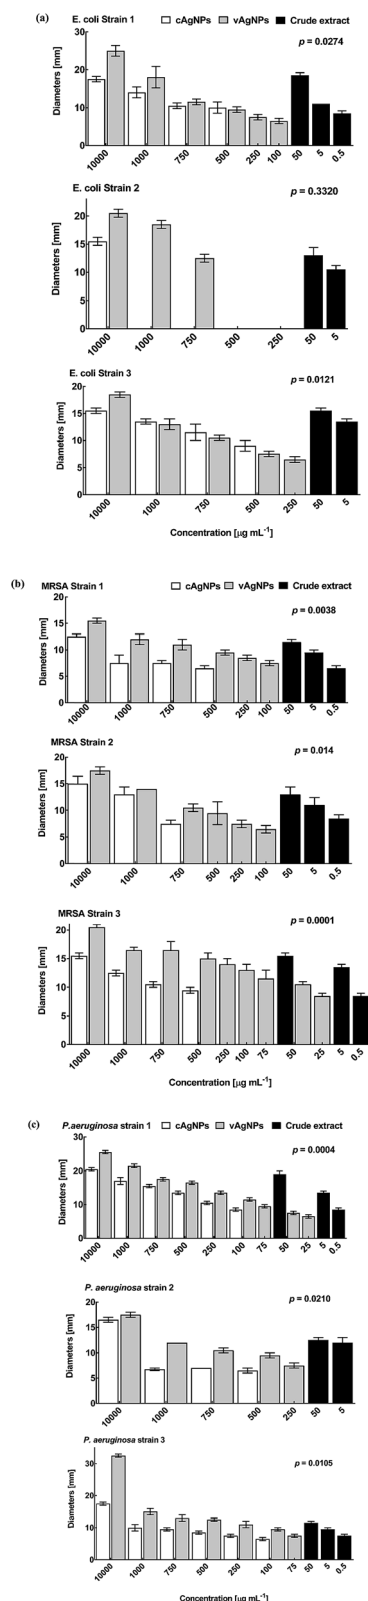 (a)
E. coli Strain 1
cAgNPs vAgNPs Crude extract
p = 0.0274
Diameters [mm]
30
20
10
0
10000 1000 750 500 250 100 50 5 0.5
E. coli Strain 2
p = 0.3320
Diameters [mm]
20
15
10
5
0
10000 1000 750 500 250 50 5
E. coli Strain 3
p = 0.0121
Diameters [mm]
20
15
10
5
0
10000 1000 750 500 250 50 5
Concentration [µg mL-1]
(b)
MRSA Strain 1
cAgNPs vAgNPs Crude extract
p = 0.0038
Diameters [mm]
20
15
10
5
0
10000 1000 750 500 250 100 50 5 0.5
MRSA Strain 2
p = 0.014
Diameters [mm]
20
15
10
5
0
10000 1000 750 500 250 100 50 5 0.5
MRSA Strain 3
p = 0.0001
Diameters [mm]
20
15
10
5
0
10000 1000 750 500 250 100 75 50 25 5 0.5
Concentration [µg mL-1]
(c)
cAgNPs vAgNPs Crude extract
P.aeruginosa strain 1
p = 0.0004
Diameters [mm]
30
20
10
0
10000 1000 750 500 250 100 75 50 25 5 0.5
P. aeruginosa strain 2
p = 0.0210
Diameters [mm]
20
15
10
5
0
10000 1000 750 500 250 50 5
P. aeruginosa strain 3
p = 0.0105
Diameters [mm]
30
20
10
0
10000 1000 750 500 250 100 75 50 5 0.5
Concentration [µg mL-1]